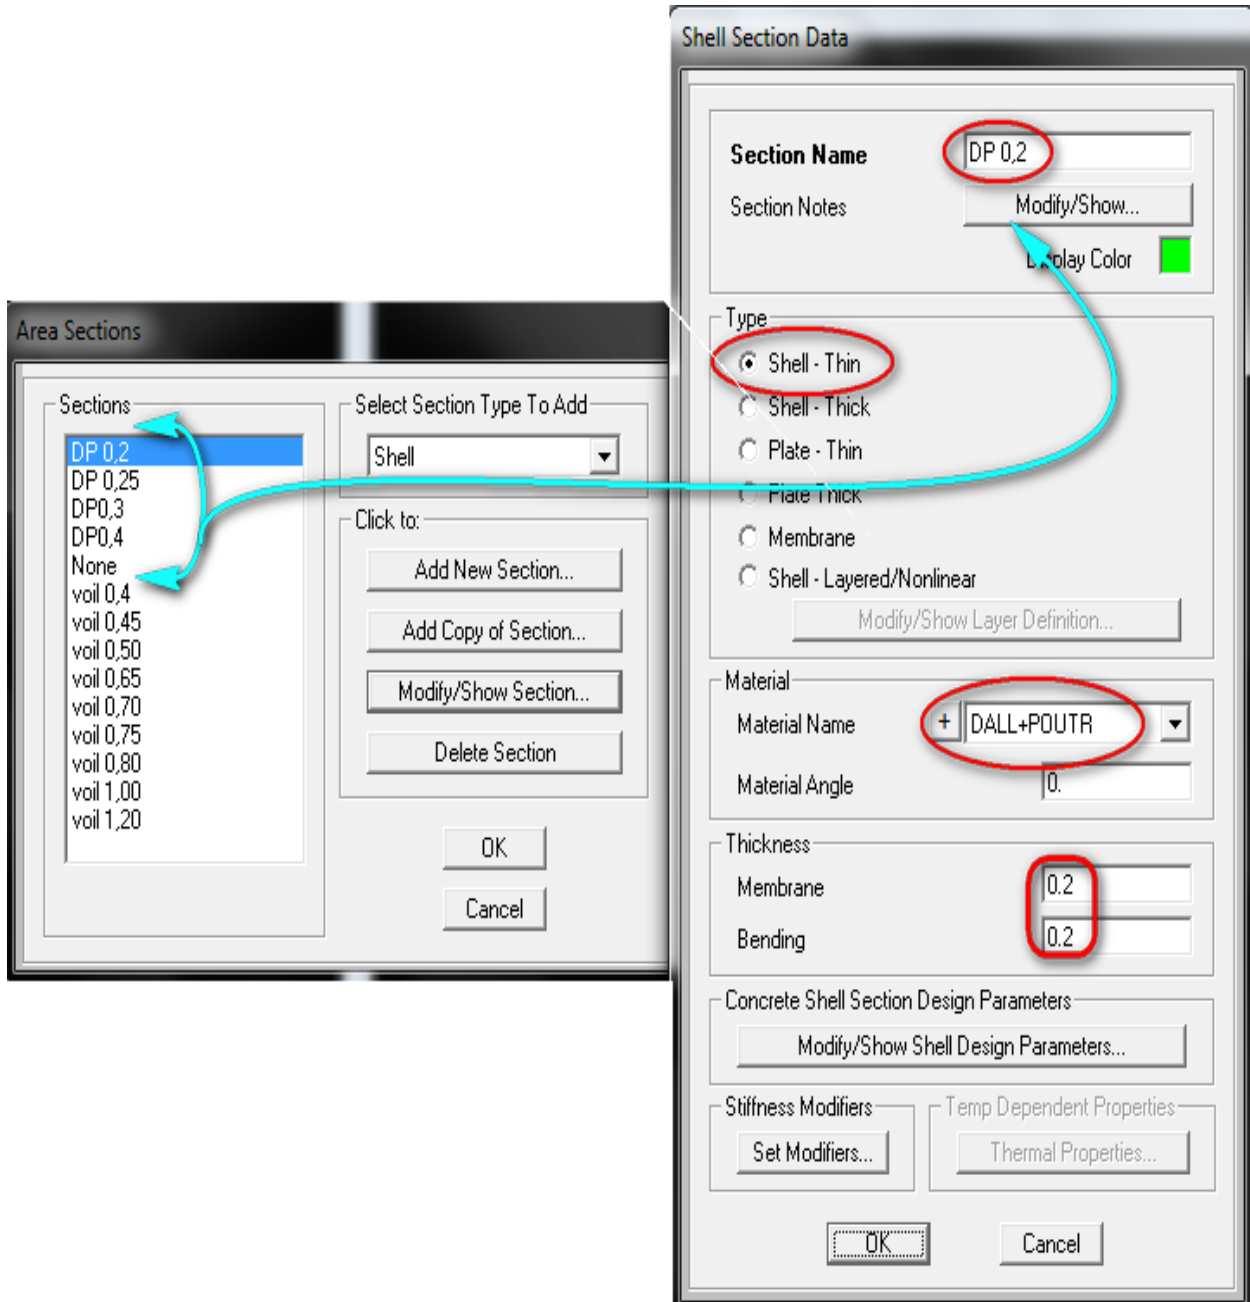 Area Sections
Sections
DP 0,2
DP 0,25
DP0,3
DP0,4
None
voil 0,4
voil 0,45
voil 0,50
voil 0,65
voil 0,70
voil 0,75
voil 0,80
voil 1,00
voil 1,20
Select Section Type To Add
Shell
Click to:
Add New Section...
Add Copy of Section...
Modify/Show Section...
Delete Section
OK
Cancel
Shell Section Data
Section Name DP 0,2
Section Notes Modify/Show...
Display Color
Type
Shell - Thin
Shell - Thick
Plate - Thin
Plate Thick
Membrane
Shell - Layered/Nonlinear
Modify/Show Layer Definition...
Material
Material Name + DALL+POUTR
Material Angle 0.
Thickness
Membrane 0.2
Bending 0.2
Concrete Shell Section Design Parameters
Modify/Show Shell Design Parameters...
Stiffness Modifiers
Set Modifiers...
Temp Dependent Properties
Thermal Properties...
OK
Cancel